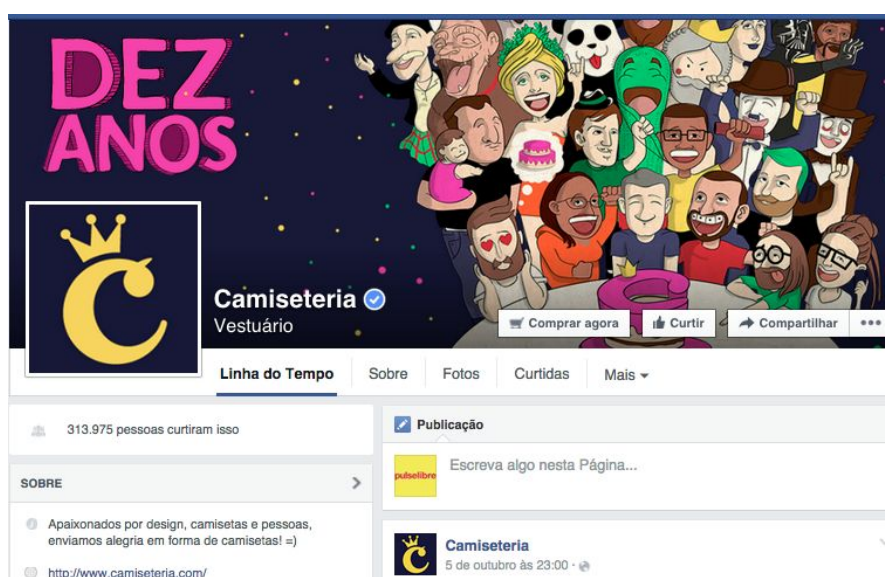 DEZ
ANOS
C
Camiseteria
Vestuário
Comprar agora
Curtir
Compartilhar
Linha do Tempo
Sobre
Fotos
Curtidas
Mais
313.975 pessoas curtiram isso
SOBRE
Apaixonados por design, camisetas e pessoas,
enviamos alegria em forma de camisetas! =)
http://www.camiseteria.com/
Publicação
pulselibre
Escreva algo nesta Página...
C
Camiseteria
5 de outubro às 23:00 ·